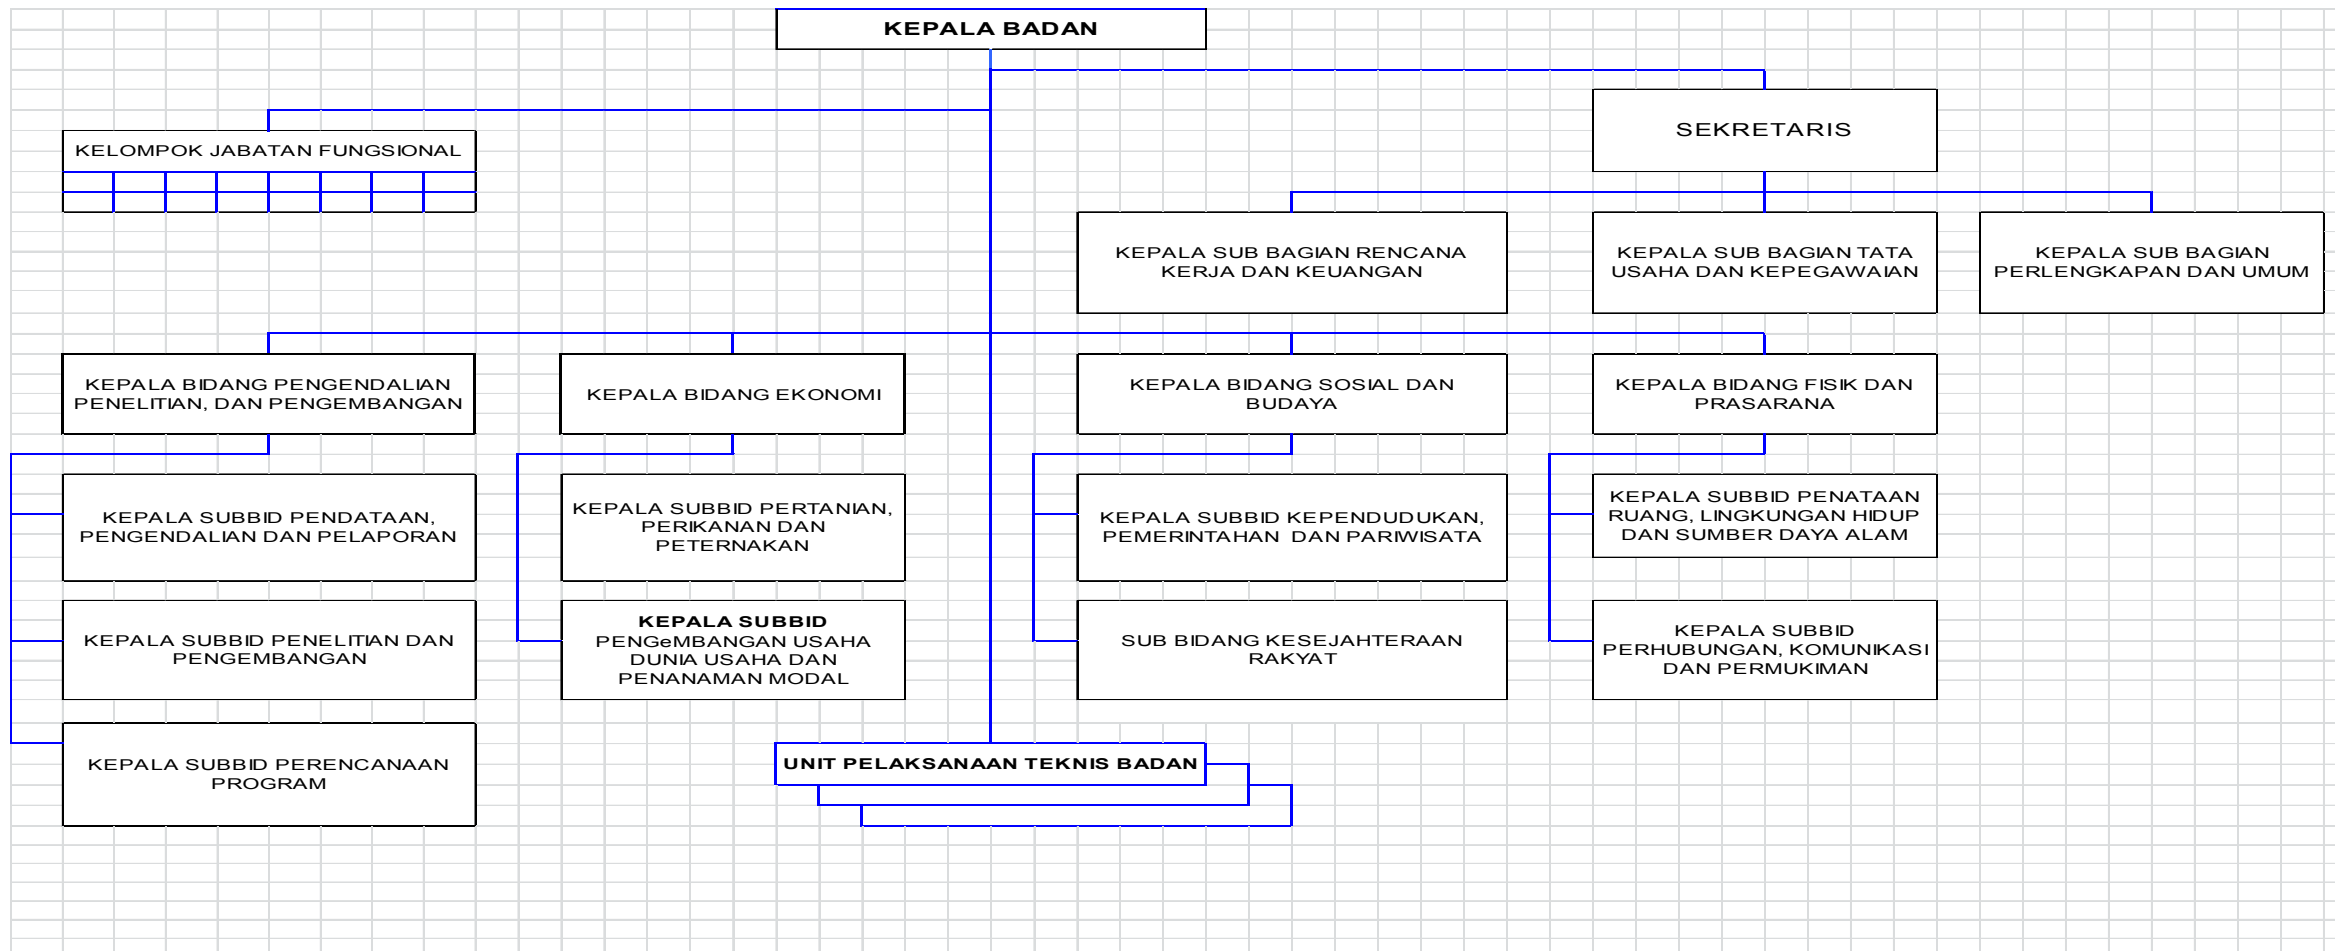 KEPALA BADAN
SEKRETARIS
KELOMPOK JABATAN FUNGSIONAL
KEPALA SUB BAGIAN RENCANA
KERJA DAN KEUANGAN
KEPALA SUB BAGIAN TATA
USAHA DAN KEPEGAWAIAN
KEPALA SUB BAGIAN
PERLENGKAPAN DAN UMUM
KEPALA BIDANG PENGENDALIAN
PENELITIAN, DAN PENGEMBANGAN
KEPALA BIDANG EKONOMI
KEPALA BIDANG SOSIAL DAN
BUDAYA
KEPALA BIDANG FISIK DAN
PRASARANA
KEPALA SUBBID PENDATAAN,
PENGENDALIAN DAN PELAPORAN
KEPALA SUBBID PERTANIAN,
PERIKANAN DAN
PETERNAKAN
KEPALA SUBBID KEPENDUDUKAN,
PEMERINTAHAN DAN PARIWISATA
KEPALA SUBBID PENATAAN
RUANG, LINGKUNGAN HIDUP
DAN SUMBER DAYA ALAM
KEPALA SUBBID PENELITIAN DAN
PENGEMBANGAN
KEPALA SUBBID
PENGeMBANGAN USAHA
DUNIA USAHA DAN
PENANAMAN MODAL
SUB BIDANG KESEJAHTERAAN
RAKYAT
KEPALA SUBBID
PERHUBUNGAN, KOMUNIKASI
DAN PERMUKIMAN
KEPALA SUBBID PERENCANAAN
PROGRAM
UNIT PELAKSANAAN TEKNIS BADAN